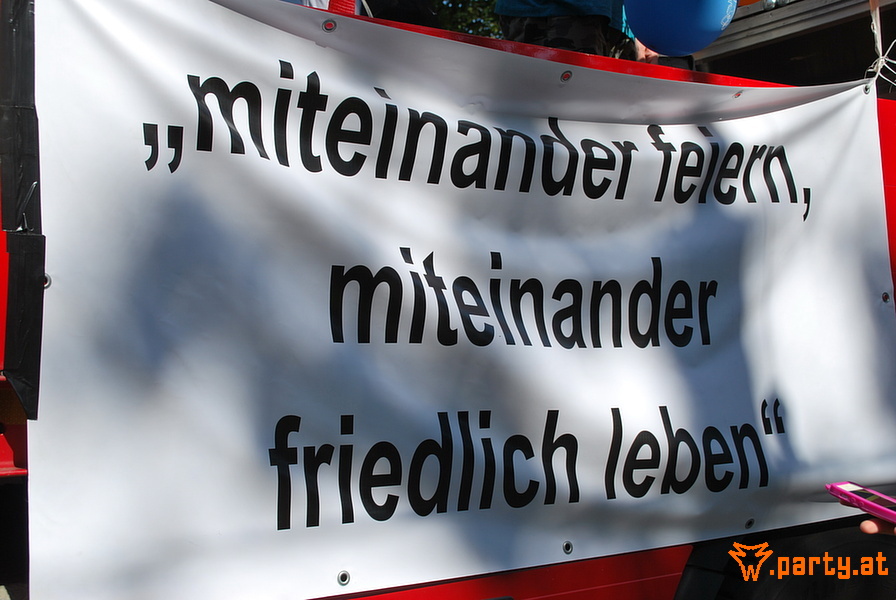 „miteinander feiern,
miteinander
friedlich leben“
w.party.at